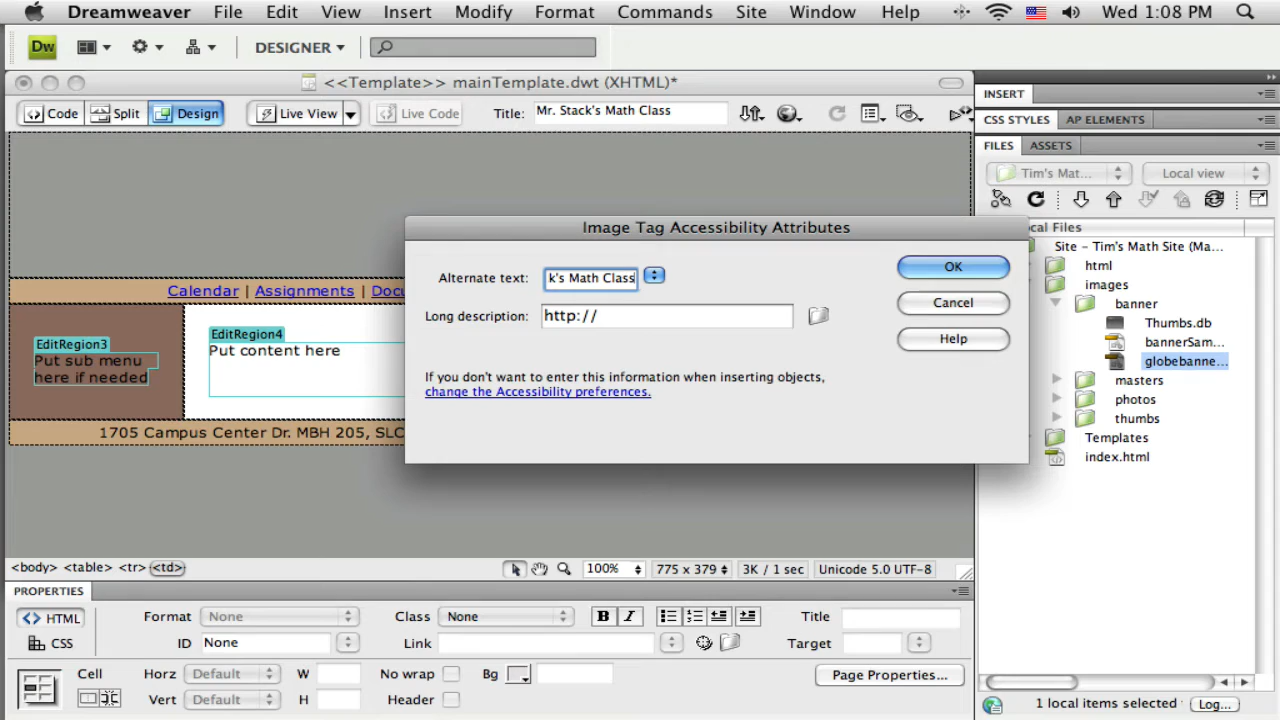 Dreamweaver File Edit View Insert Modify Format Commands Site Window Help Wed 1:08 PM
Dw DESIGNER
<<Template>> mainTemplate.dwt (XHTML)*
Code Split Design Live View Live Code Title: Mr. Stack's Math Class
INSERT
CSS STYLES AP ELEMENTS
FILES ASSETS
Tim's Mat... Local view
cal Files
Site – Tim's Math Site (Ma...
html
images
banner
Thumbs.db
bannerSam...
globebanne...
masters
photos
thumbs
Templates
index.html
Calendar | Assignments | Docu
EditRegion3
Put sub menu
here if needed
EditRegion4
Put content here
1705 Campus Center Dr. MBH 205, SLC
Image Tag Accessibility Attributes
Alternate text: k's Math Class
Long description: http://
OK
Cancel
Help
If you don't want to enter this information when inserting objects,
change the Accessibility preferences.
<body> <table> <tr> <td> 100% 775 x 379 3K / 1 sec Unicode 5.0 UTF-8
PROPERTIES
HTML Format None Class None B I Title
CSS ID None Link Target
Cell Horz Default W No wrap Bg Page Properties...
Vert Default H Header
1 local items selected Log...